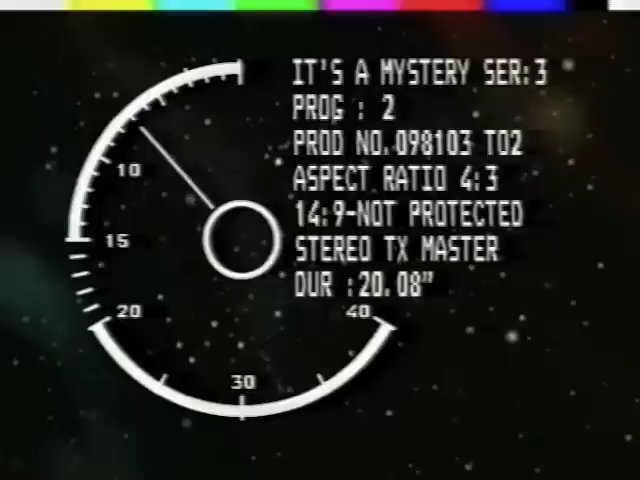 IT'S A MYSTERY SER:3
PROG : 2
PROD NO.098103 T02
ASPECT RATIO 4:3
14:9-NOT PROTECTED
STEREO TX MASTER
DUR :20.08"
10
15
20
40
30